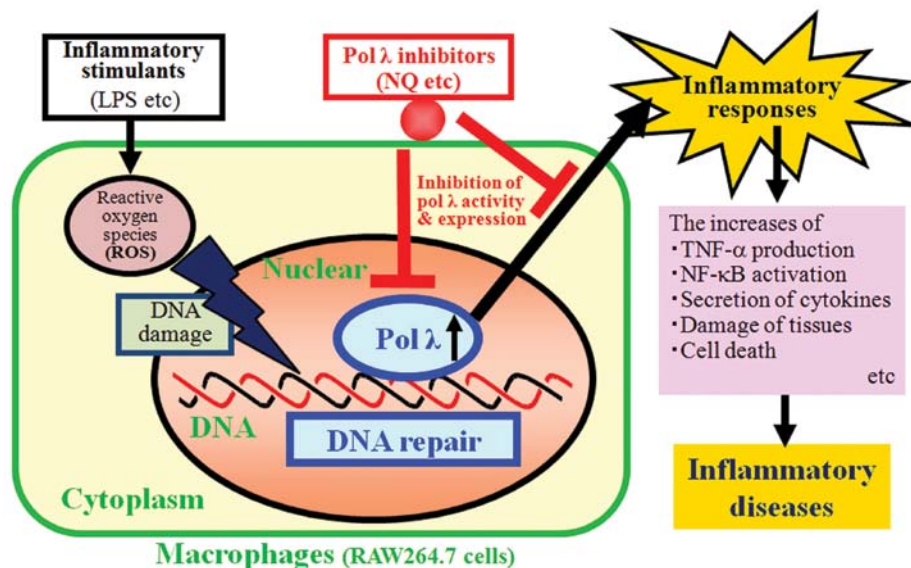 Inflammatory
stimulants
(LPS etc)
Pol λ inhibitors
(NQ etc)
Inflammatory
responses
Reactive
oxygen
species
(ROS)
Inhibition of
pol λ activity
& expression
The increases of
・TNF-α production
・NF-κB activation
・Secretion of cytokines
・Damage of tissues
・Cell death
etc
Nuclear
DNA
damage
Pol λ
DNA
DNA repair
Cytoplasm
Inflammatory
diseases
Macrophages (RAW264.7 cells)